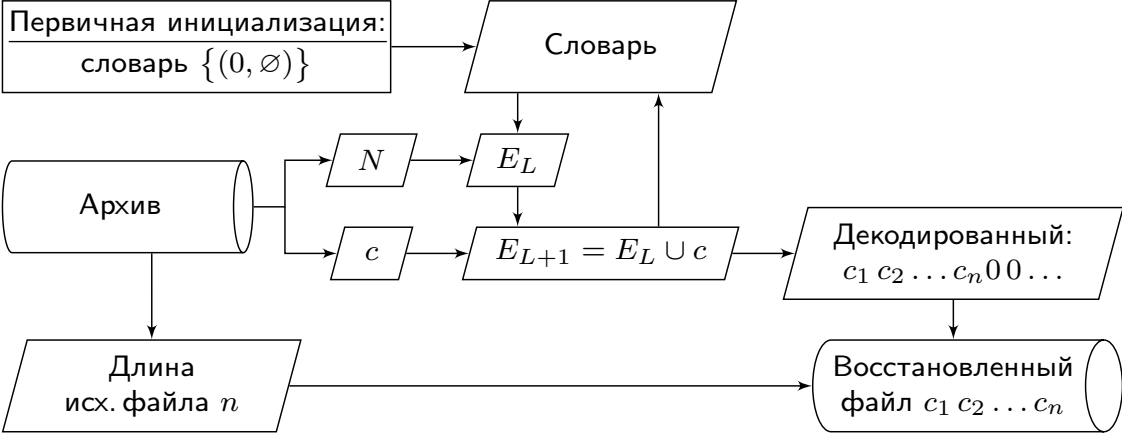 Первичная инициализация:
словарь {(0, ∅)}
Словарь
N
E_L
Архив
c
E_{L+1} = E_L ∪ c
Декодированный:
c_1 c_2 … c_n 0 0 …
Длина
исх. файла n
Восстановленный
файл c_1 c_2 … c_n